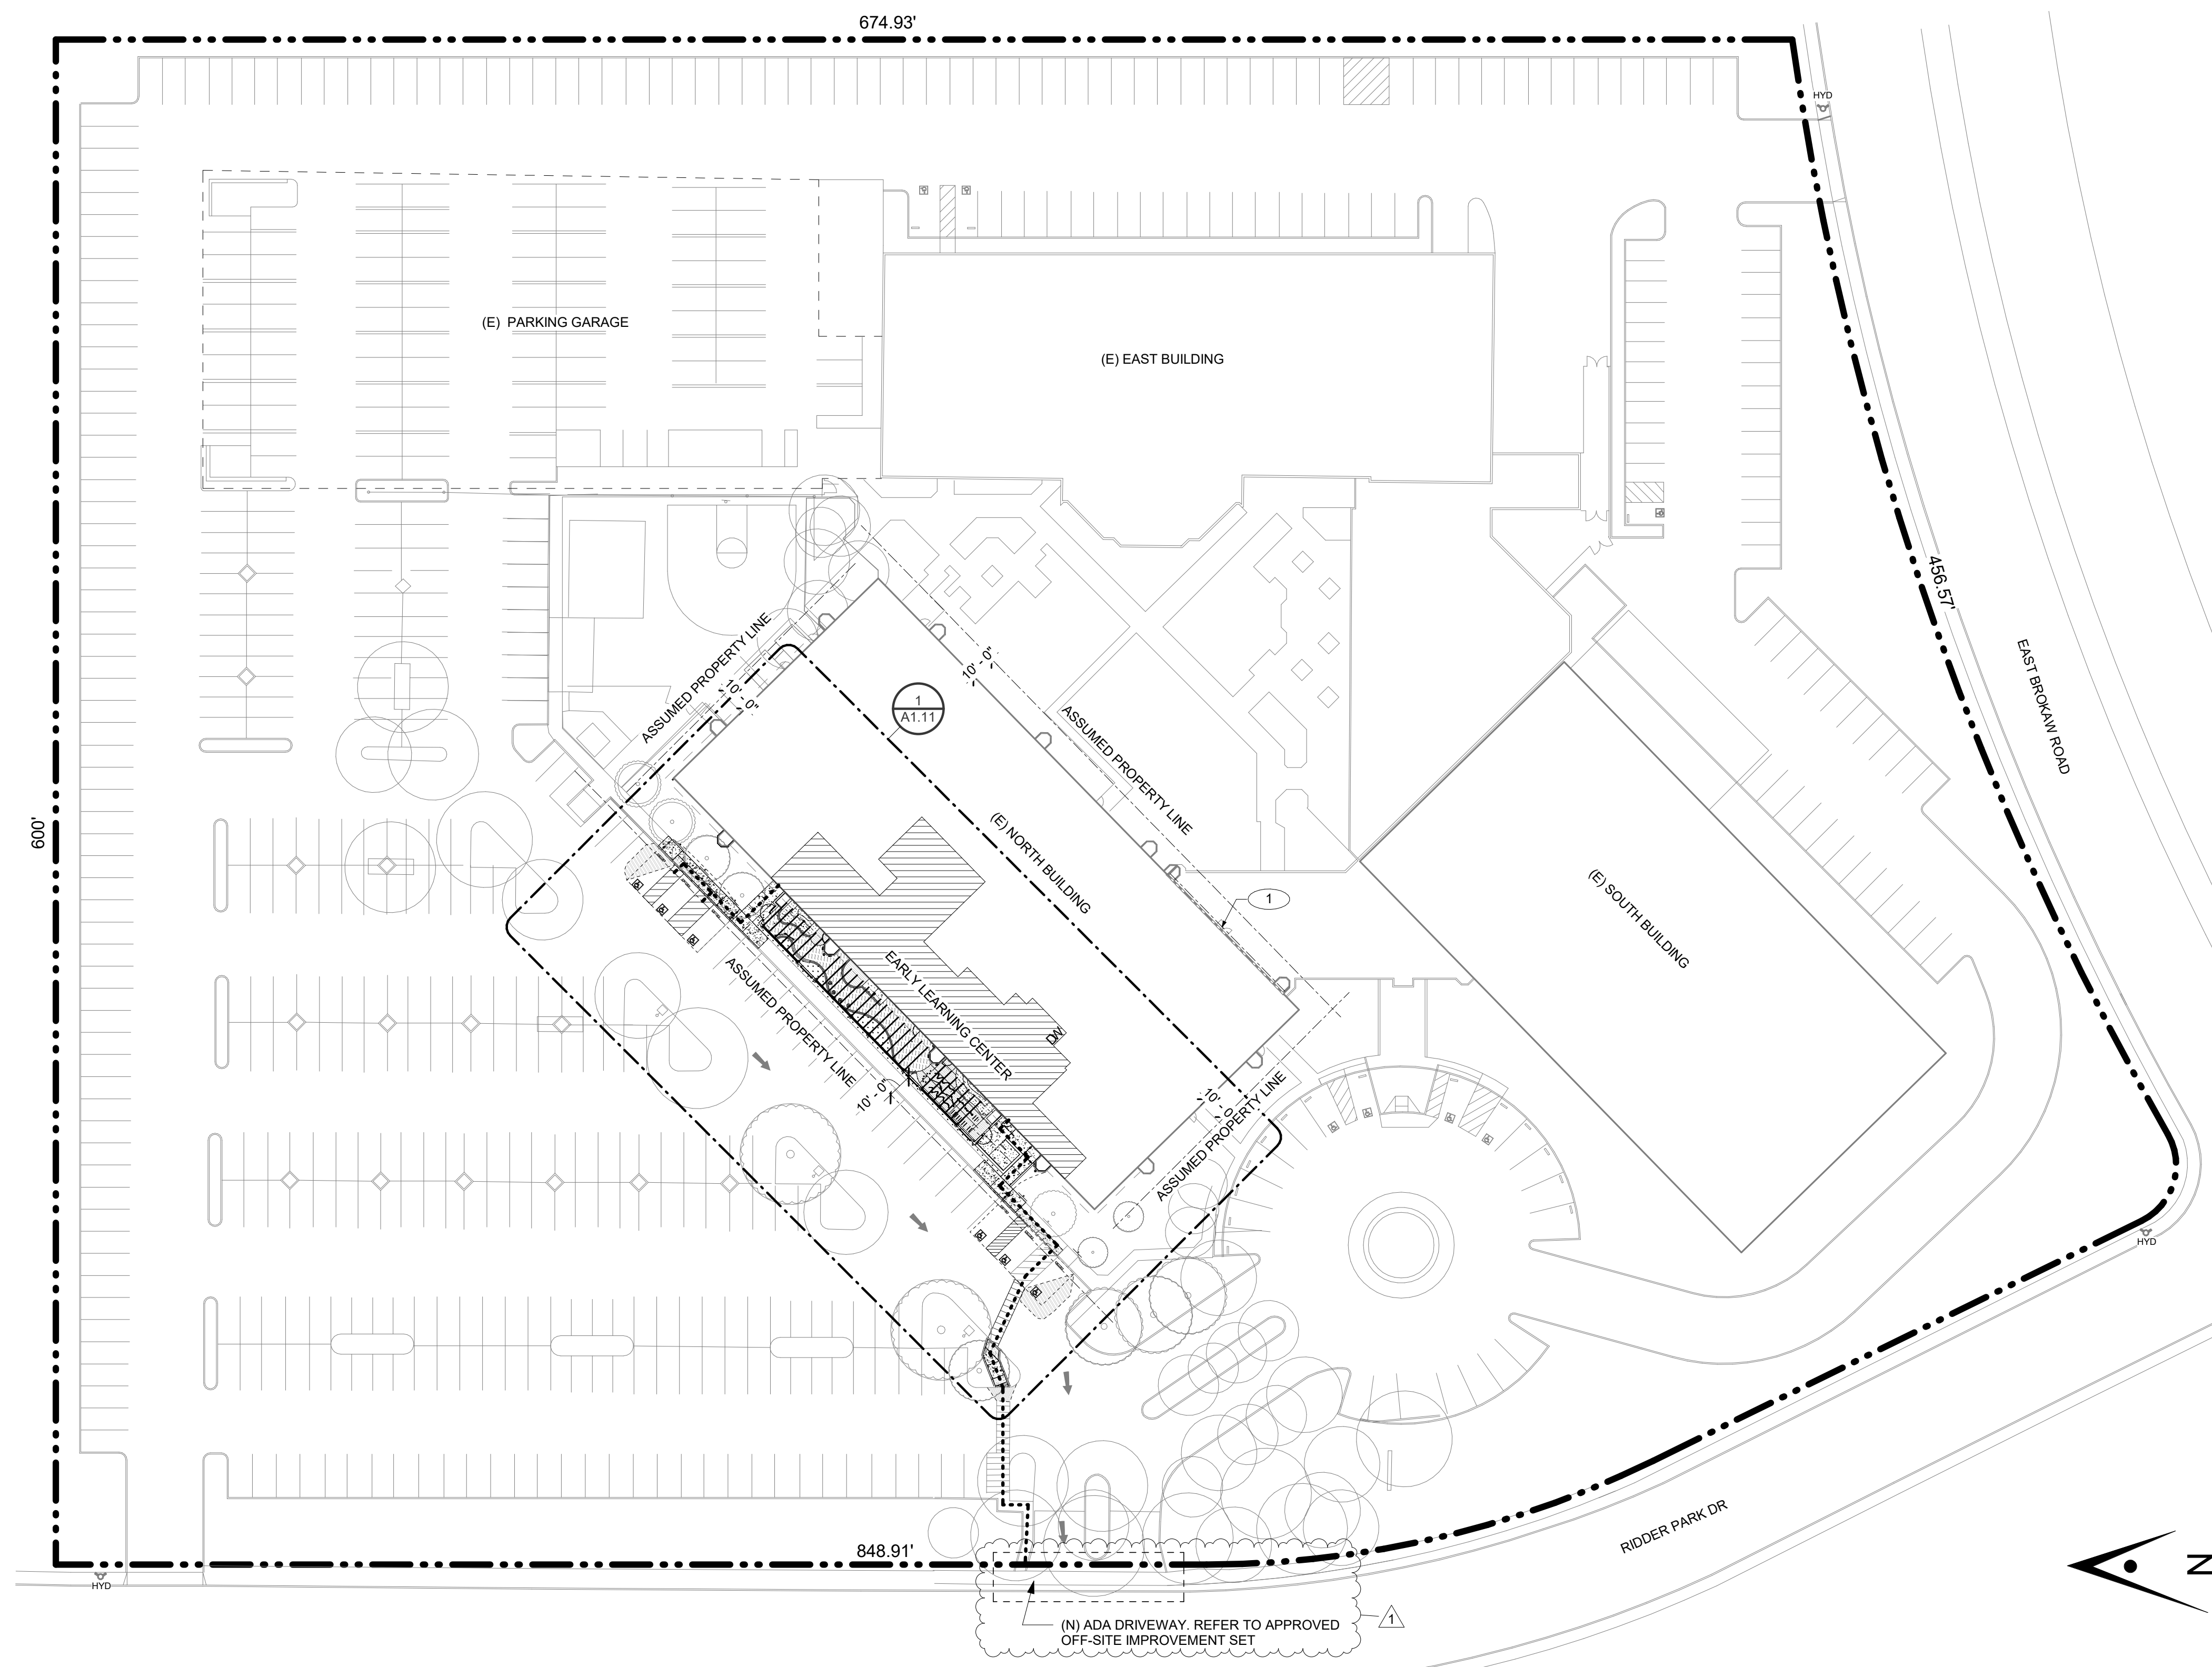 674.93'
HYD
(E) PARKING GARAGE
(E) EAST BUILDING
456.57'
EAST BROKAW ROAD
ASSUMED PROPERTY LINE
10' - 0"
10' - 0"
1
A1.11
ASSUMED PROPERTY LINE
600'
(E) NORTH BUILDING
1
(E) SOUTH BUILDING
EARLY LEARNING CENTER
DW
ASSUMED PROPERTY LINE
10' - 0"
10' - 0"
ASSUMED PROPERTY LINE
HYD
RIDDER PARK DR
848.91'
HYD
N
(N) ADA DRIVEWAY. REFER TO APPROVED
OFF-SITE IMPROVEMENT SET
1